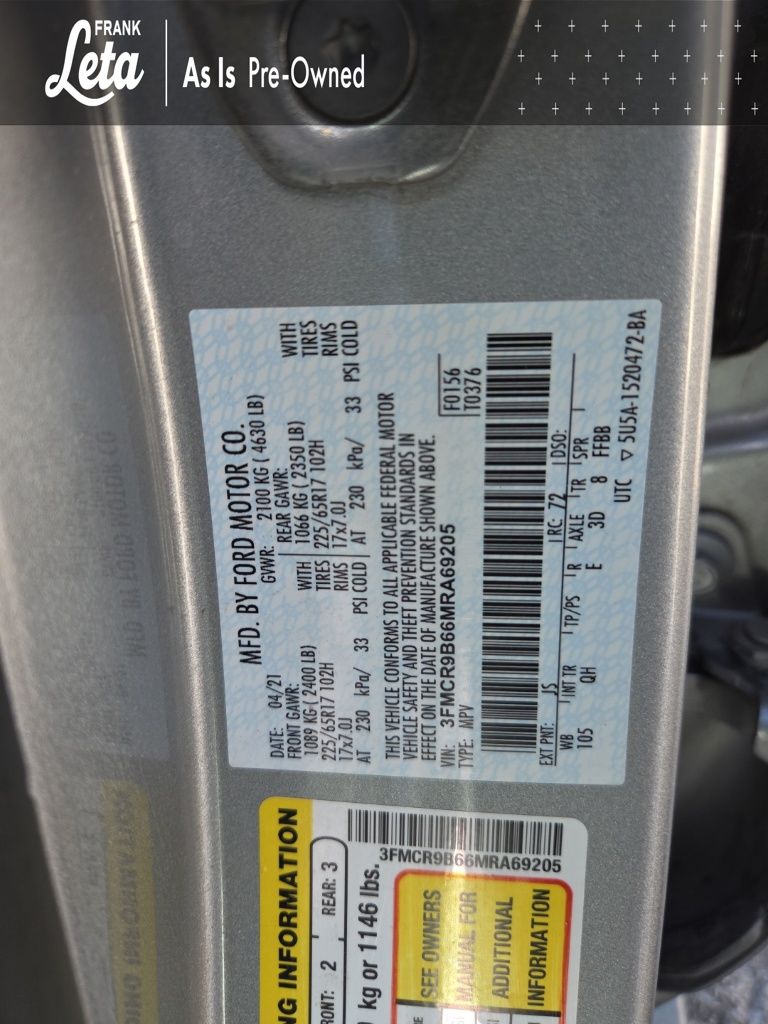 FRANK
Leta
As Is Pre-Owned
MFD. BY FORD MOTOR CO.
DATE: 04/21 GVWR: 2100 KG ( 4630 LB)
FRONT GAWR: REAR GAWR:
1089 KG (2400 LB) WITH 1066 KG ( 2350 LB) WITH
225/65R17 102H TIRES 225/65R17 102H TIRES
17x7.0J RIMS 17x7.0J RIMS
AT 230 kPa/ 33 PSI COLD AT 230 kPa/ 33 PSI COLD
THIS VEHICLE CONFORMS TO ALL APPLICABLE FEDERAL MOTOR
VEHICLE SAFETY AND THEFT PREVENTION STANDARDS IN
EFFECT ON THE DATE OF MANUFACTURE SHOWN ABOVE.
VIN: 3FMCR9B66MRA69205 F0156
TYPE: MPV T0376
EXT PNT: JS RC: 72 DSO:
WB INT TR TP/PS R AXLE TR SPR
105 QH E 3D 8 FFBB
UTC ▽ 5U5A-1520472-BA
NG INFORMATION
RONT: 2 REAR: 3
kg or 1146 lbs.
3FMCR9B66MRA69205
SEE OWNERS
MANUAL FOR
ADDITIONAL
INFORMATION